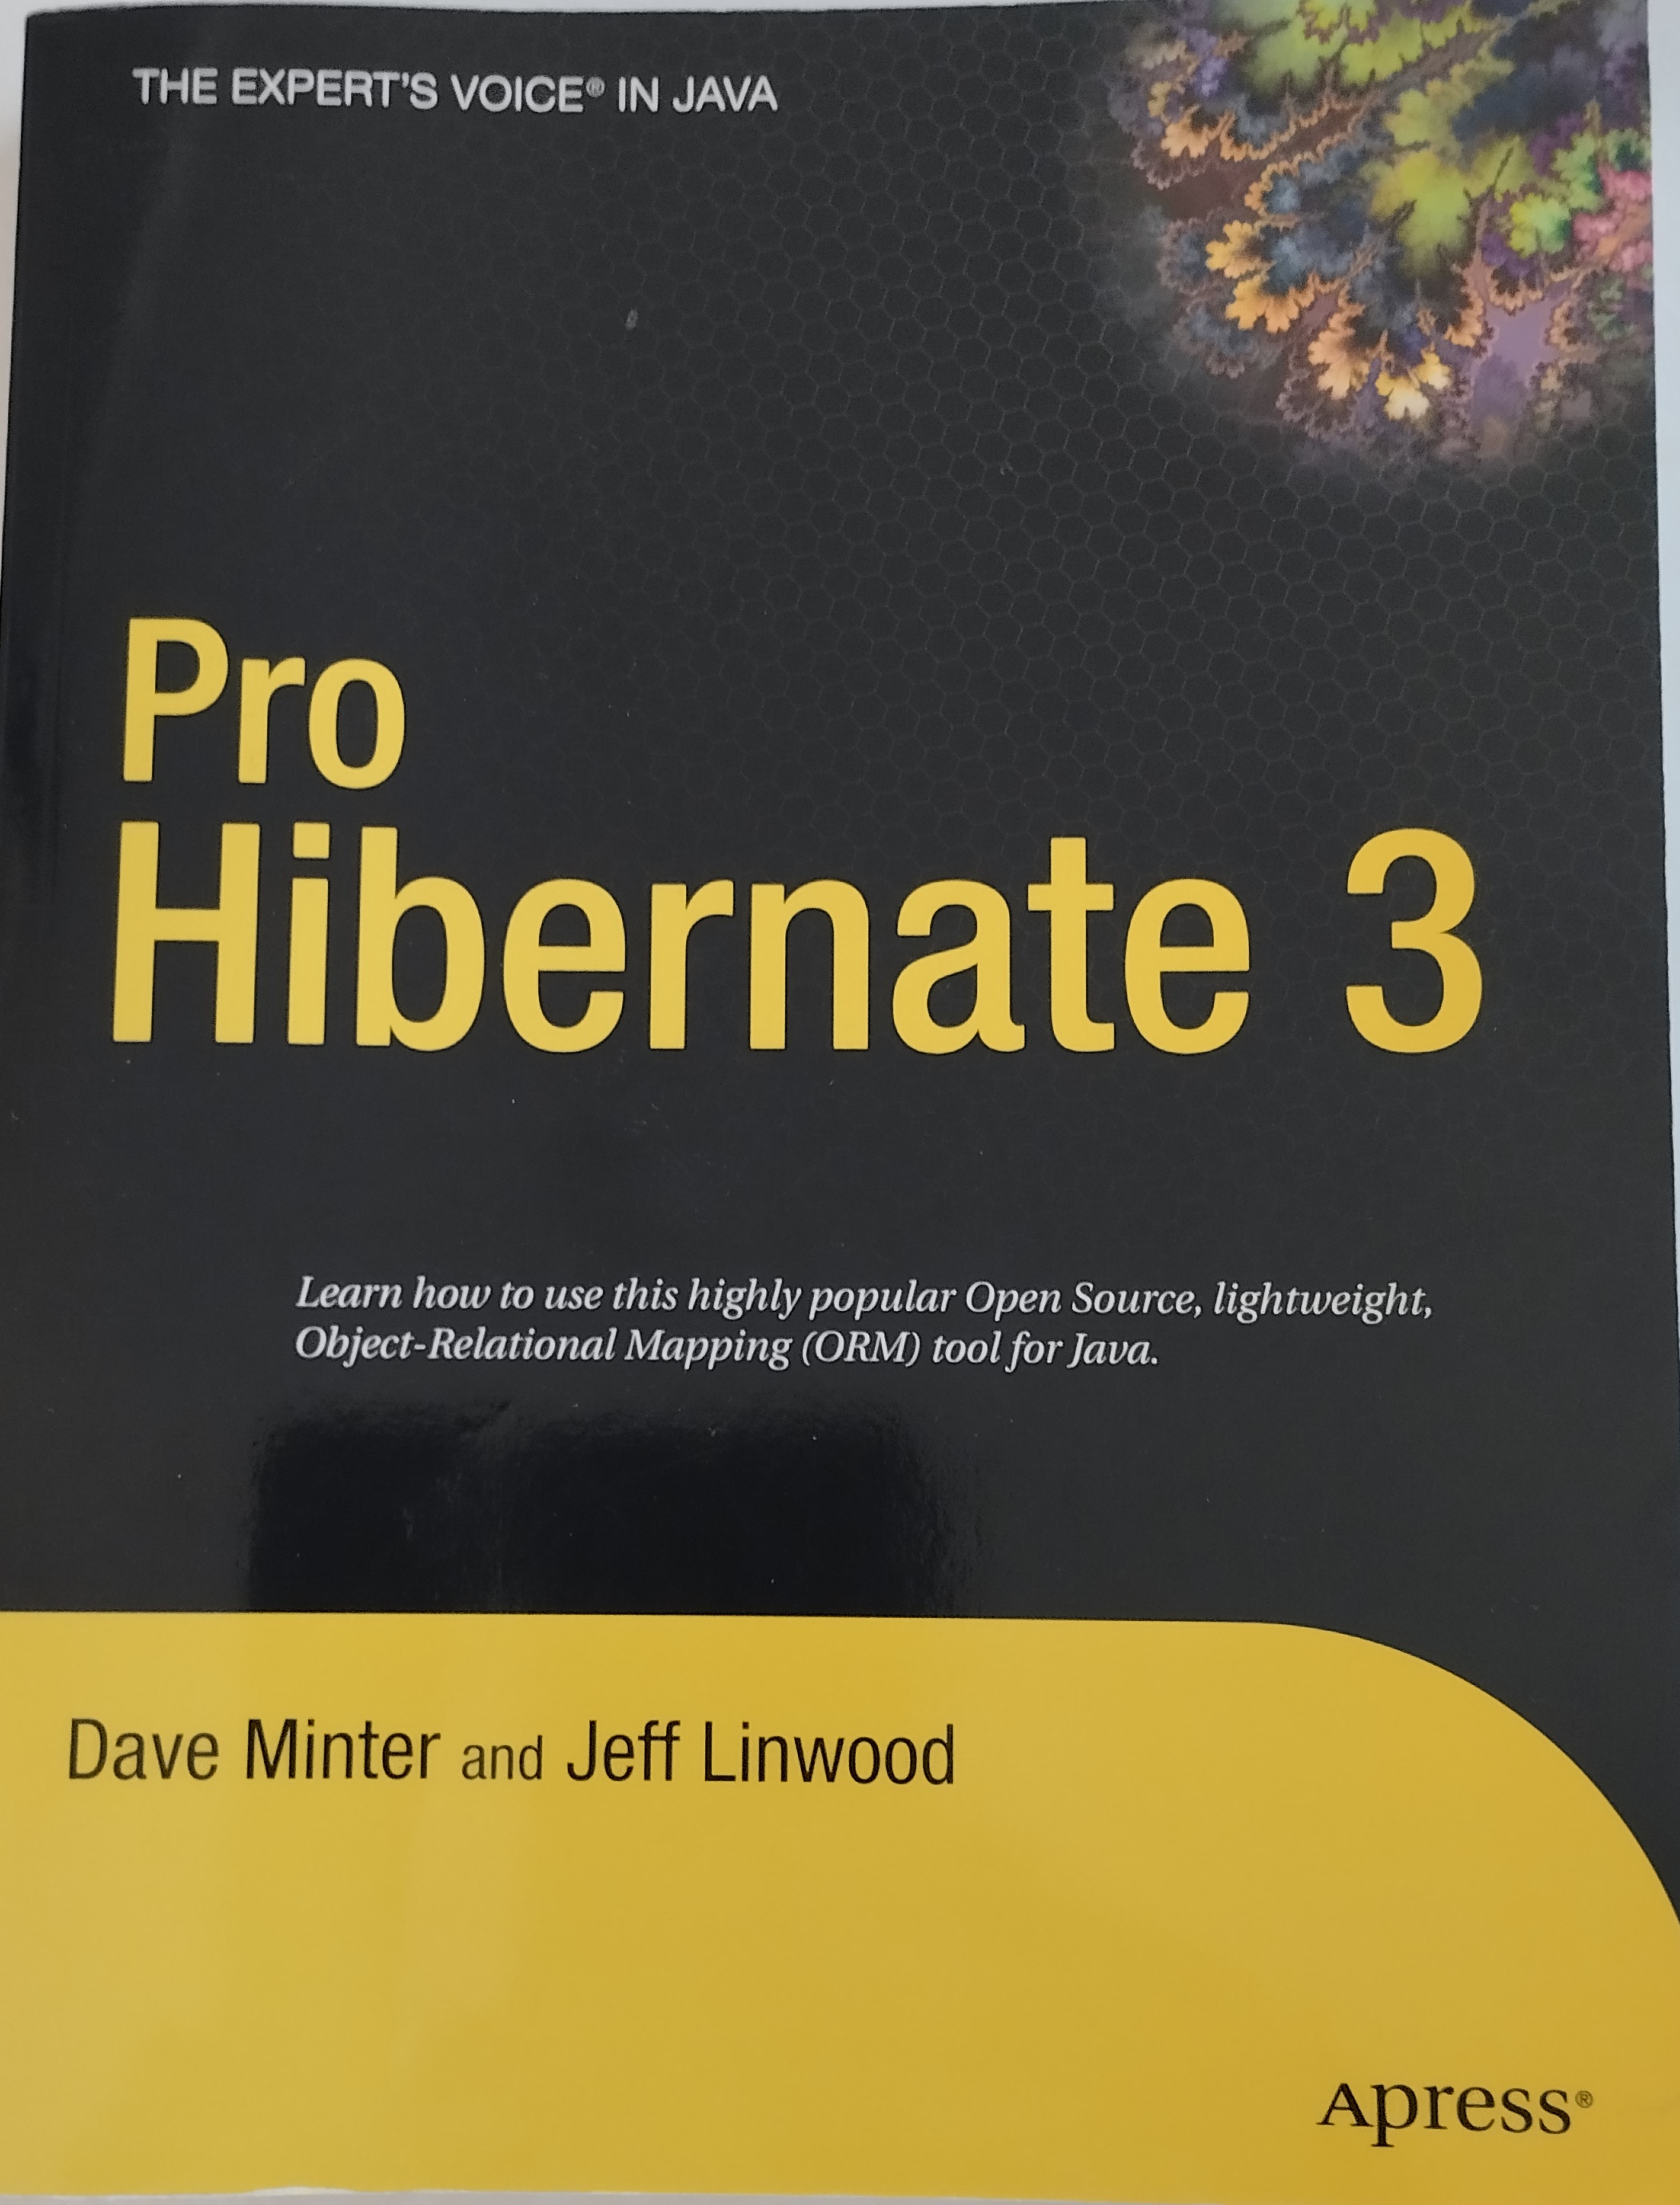 THE EXPERT'S VOICE® IN JAVA
Pro
Hibernate 3
Learn how to use this highly popular Open Source, lightweight,
Object-Relational Mapping (ORM) tool for Java.
Dave Minter and Jeff Linwood
Apress®